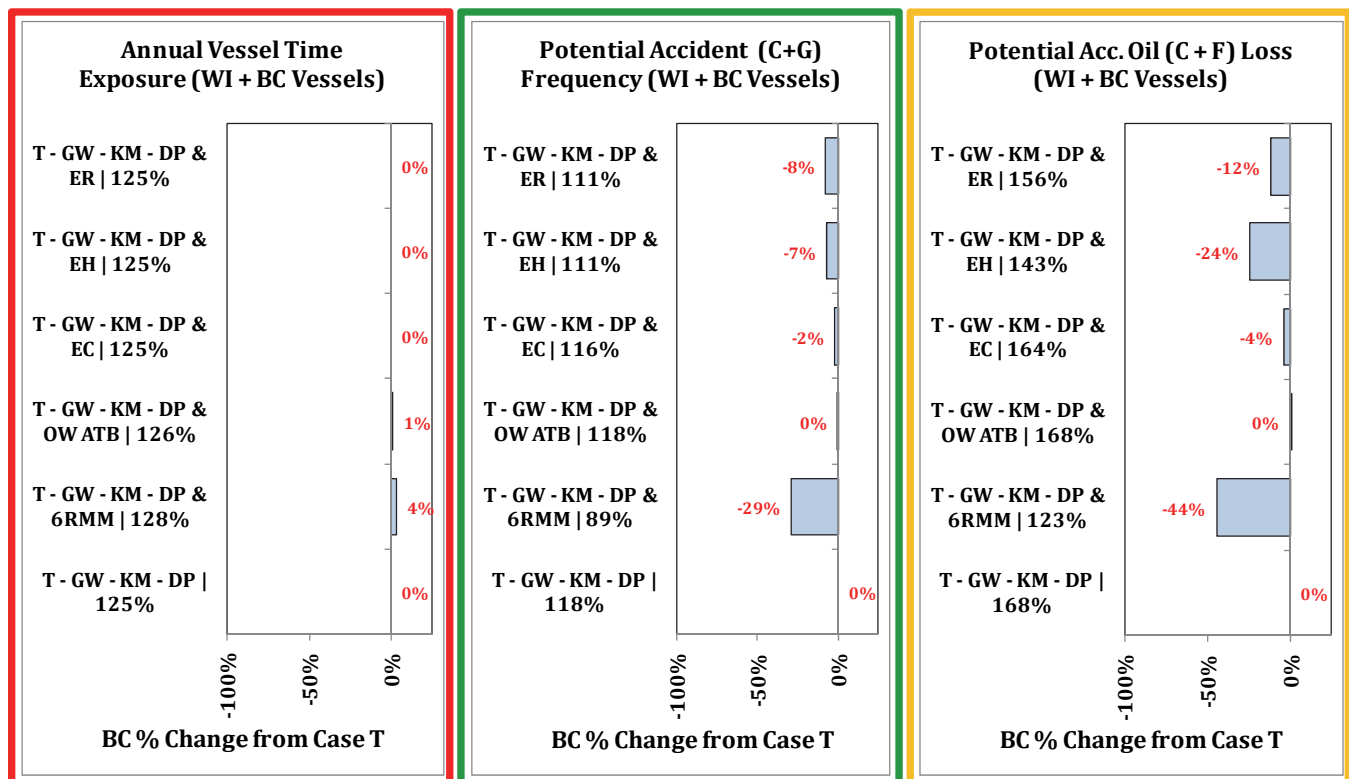 Annual Vessel Time
Exposure (WI + BC Vessels)
T - GW - KM - DP &
ER | 125%
0%
T - GW - KM - DP &
EH | 125%
0%
T - GW - KM - DP &
EC | 125%
0%
T - GW - KM - DP &
OW ATB | 126%
1%
T - GW - KM - DP &
6RMM | 128%
4%
T - GW - KM - DP |
125%
0%
-100%
-50%
0%
BC % Change from Case T
Potential Accident (C+G)
Frequency (WI + BC Vessels)
T - GW - KM - DP &
ER | 111%
-8%
T - GW - KM - DP &
EH | 111%
-7%
T - GW - KM - DP &
EC | 116%
-2%
T - GW - KM - DP &
OW ATB | 118%
0%
T - GW - KM - DP &
6RMM | 89%
-29%
T - GW - KM - DP |
118%
0%
-100%
-50%
0%
BC % Change from Case T
Potential Acc. Oil (C + F) Loss
(WI + BC Vessels)
T - GW - KM - DP &
ER | 156%
-12%
T - GW - KM - DP &
EH | 143%
-24%
T - GW - KM - DP &
EC | 164%
-4%
T - GW - KM - DP &
OW ATB | 168%
0%
T - GW - KM - DP &
6RMM | 123%
-44%
T - GW - KM - DP |
168%
0%
-100%
-50%
0%
BC % Change from Case T